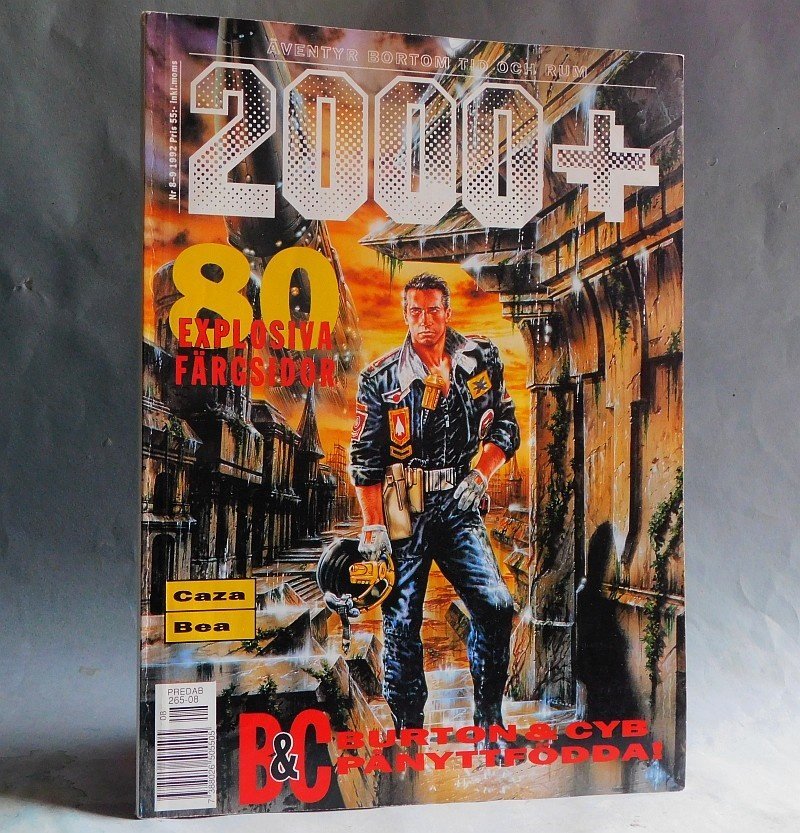 ÄVENTYR BORTOM TID OCH RUM
2000+
Nr 8-9 1992 Pris 55:- Inkl.moms
80
EXPLOSIVA
FÄRGSIDOR
Caza
Bea
PREDAB
265-08
08
B&C
BURTON & CYB
PÅNYTTFÖDDA!